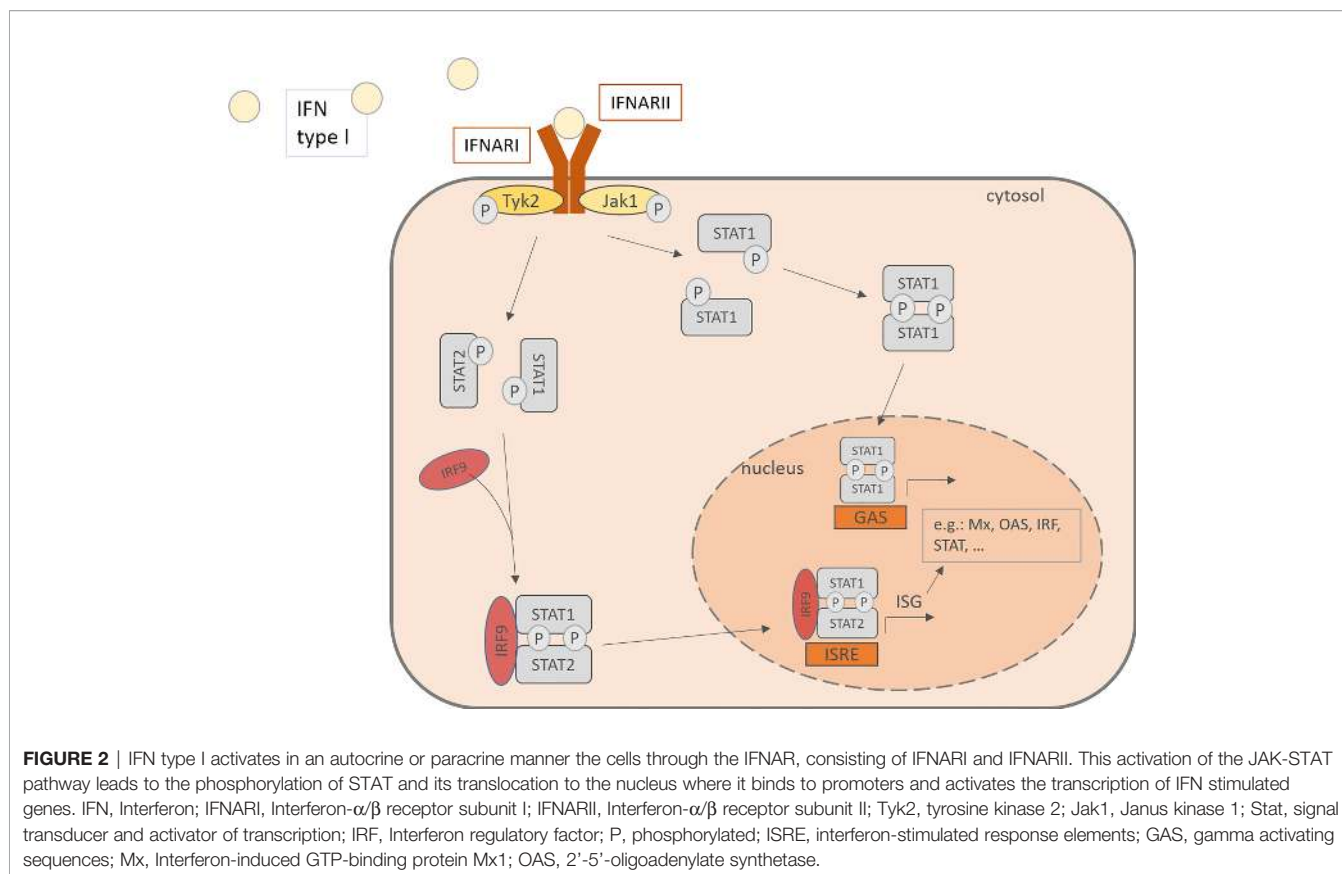 IFN
type I
IFNARII
IFNARI
cytosol
P
Tyk2
Jak1
P
STAT1
P
P
STAT1
STAT1
P P
STAT1
STAT2
P
STAT1
P
IRF9
nucleus
STAT1
P P
STAT1
GAS
e.g.: Mx, OAS, IRF,
STAT, ...
IRF9
STAT1
P P
STAT2
ISG
ISRE
IRF9
STAT1
P P
STAT2
FIGURE 2 | IFN type I activates in an autocrine or paracrine manner the cells through the IFNAR, consisting of IFNARI and IFNARII. This activation of the JAK-STAT
pathway leads to the phosphorylation of STAT and its translocation to the nucleus where it binds to promoters and activates the transcription of IFN stimulated
genes. IFN, Interferon; IFNARI, Interferon-α/β receptor subunit I; IFNARII, Interferon-α/β receptor subunit II; Tyk2, tyrosine kinase 2; Jak1, Janus kinase 1; Stat, signal
transducer and activator of transcription; IRF, Interferon regulatory factor; P, phosphorylated; ISRE, interferon-stimulated response elements; GAS, gamma activating
sequences; Mx, Interferon-induced GTP-binding protein Mx1; OAS, 2'-5'-oligoadenylate synthetase.